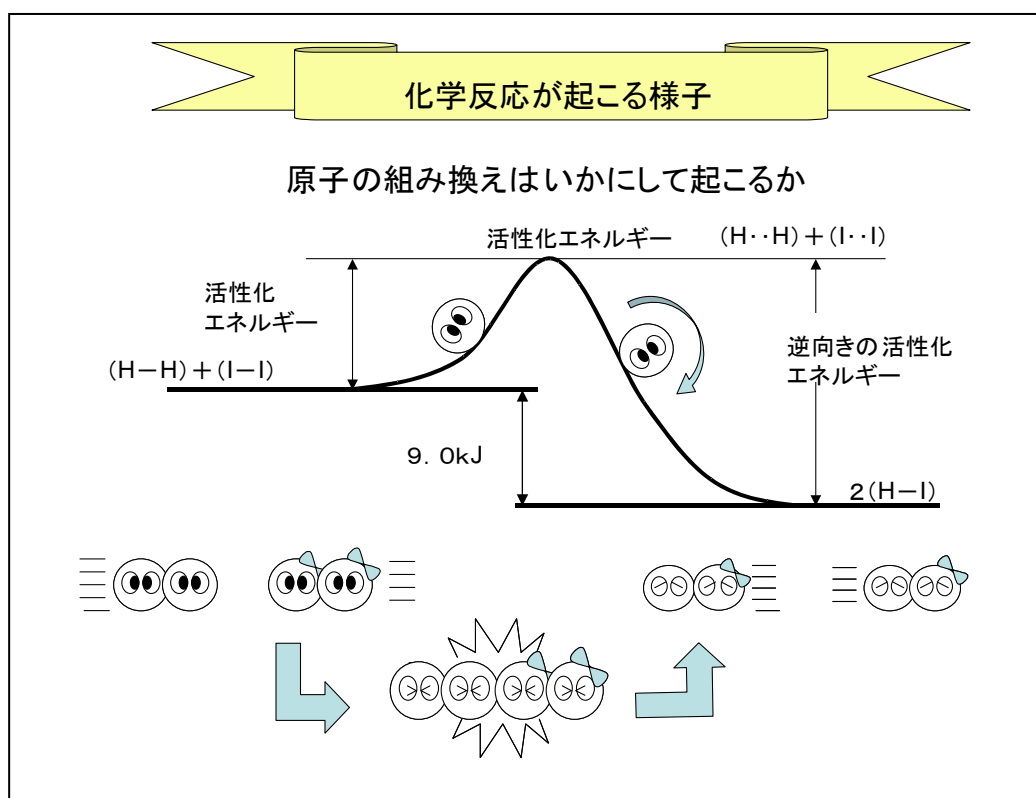 化学反応が起こる様子
原子の組み換えはいかにして起こるか
活性化エネルギー
(H‥H)+(I‥I)
活性化
エネルギー
(H−H)+(I−I)
逆向きの活性化
エネルギー
9.0kJ
2(H−I)